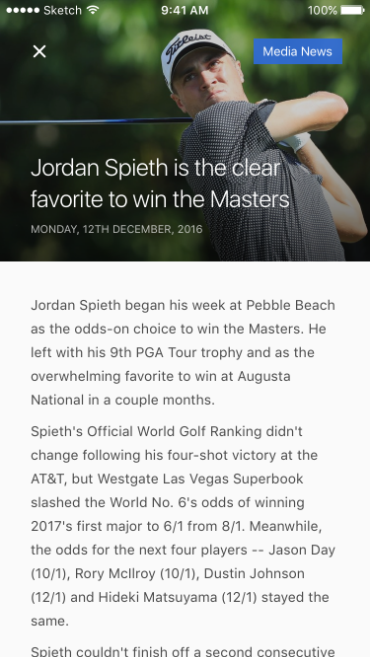 Sketch 9:41 AM 100%
Media News
Titleist
Jordan Spieth is the clear
favorite to win the Masters
MONDAY, 12TH DECEMBER, 2016
Jordan Spieth began his week at Pebble Beach
as the odds-on choice to win the Masters. He
left with his 9th PGA Tour trophy and as the
overwhelming favorite to win at Augusta
National in a couple months.
Spieth's Official World Golf Ranking didn't
change following his four-shot victory at the
AT&T, but Westgate Las Vegas Superbook
slashed the World No. 6's odds of winning
2017's first major to 6/1 from 8/1. Meanwhile,
the odds for the next four players -- Jason Day
(10/1), Rory McIlroy (10/1), Dustin Johnson
(12/1) and Hideki Matsuyama (12/1) stayed the
same.
Spieth couldn't finish off a second consecutive